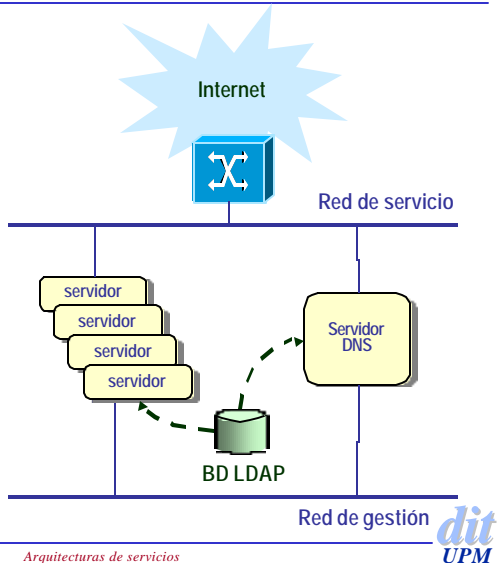 Internet
Red de servicio
servidor
servidor
servidor
servidor
Servidor
DNS
BD LDAP
Red de gestión
Arquitecturas de servicios
dit
UPM